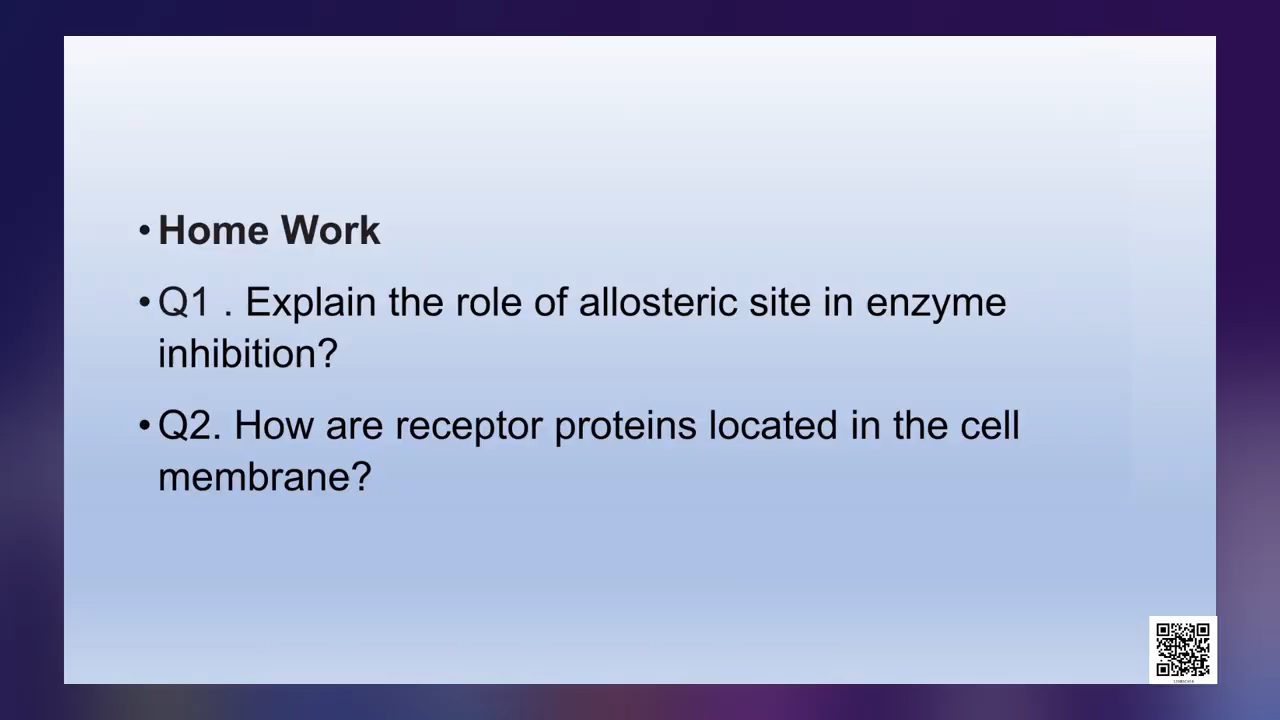 • Home Work
• Q1 . Explain the role of allosteric site in enzyme
inhibition?
• Q2. How are receptor proteins located in the cell
membrane?